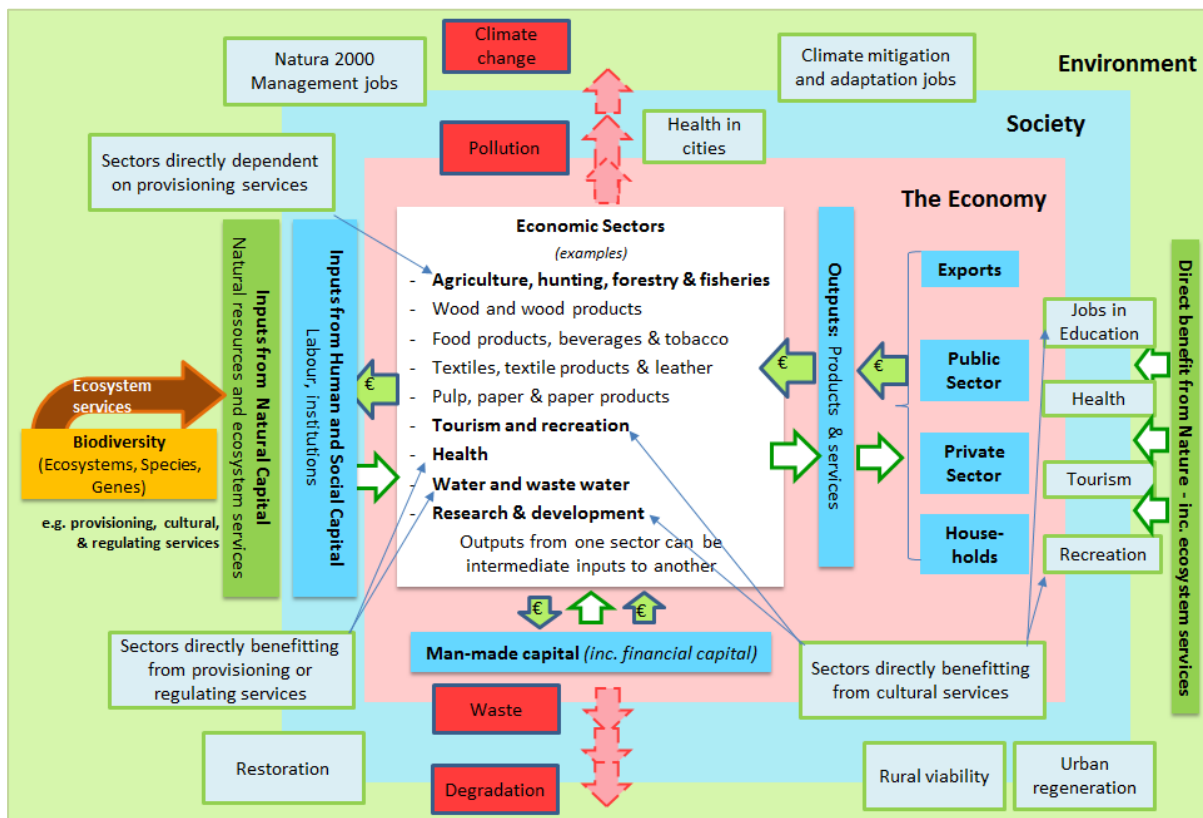 Climate
change
Natura 2000
Management jobs
Climate mitigation
and adaptation jobs
Environment
Society
Pollution
Health in
cities
Sectors directly dependent
on provisioning services
The Economy
Inputs from Natural Capital
Natural resources and ecosystem services
Inputs from Human and Social Capital
Labour, institutions
Economic Sectors
(examples)
- Agriculture, hunting, forestry & fisheries
- Wood and wood products
- Food products, beverages & tobacco
- Textiles, textile products & leather
- Pulp, paper & paper products
- Tourism and recreation
- Health
- Water and waste water
- Research & development
Outputs from one sector can be
intermediate inputs to another
Outputs: Products & services
Exports
Public
Sector
Private
Sector
House-
holds
Jobs in
Education
Health
Tourism
Recreation
Direct benefit from Nature - inc. ecosystem services
€
€
€
Ecosystem
services
Biodiversity
(Ecosystems, Species,
Genes)
e.g. provisioning, cultural,
& regulating services
€
€
Man-made capital (inc. financial capital)
Sectors directly benefitting
from provisioning or
regulating services
Sectors directly benefitting
from cultural services
Waste
Restoration
Degradation
Rural viability
Urban
regeneration